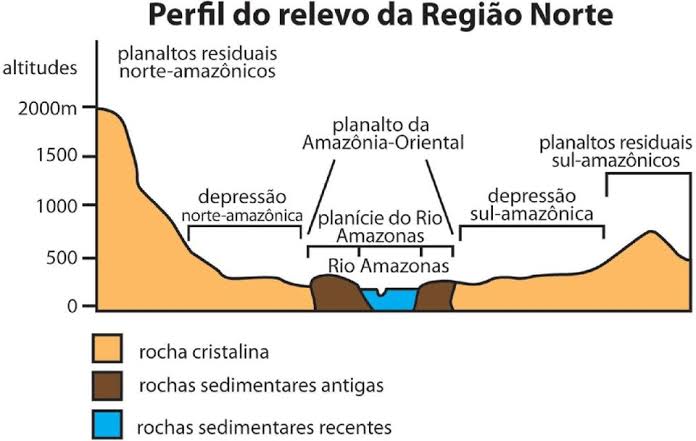 Perfil do relevo da Região Norte
altitudes
planaltos residuais
norte-amazônicos
2000m
1500
1000
500
0
depressão
norte-amazônica
planalto da
Amazônia-Oriental
planície do Rio
Amazonas
Rio Amazonas
depressão
sul-amazônica
planaltos residuais
sul-amazônicos
rocha cristalina
rochas sedimentares antigas
rochas sedimentares recentes